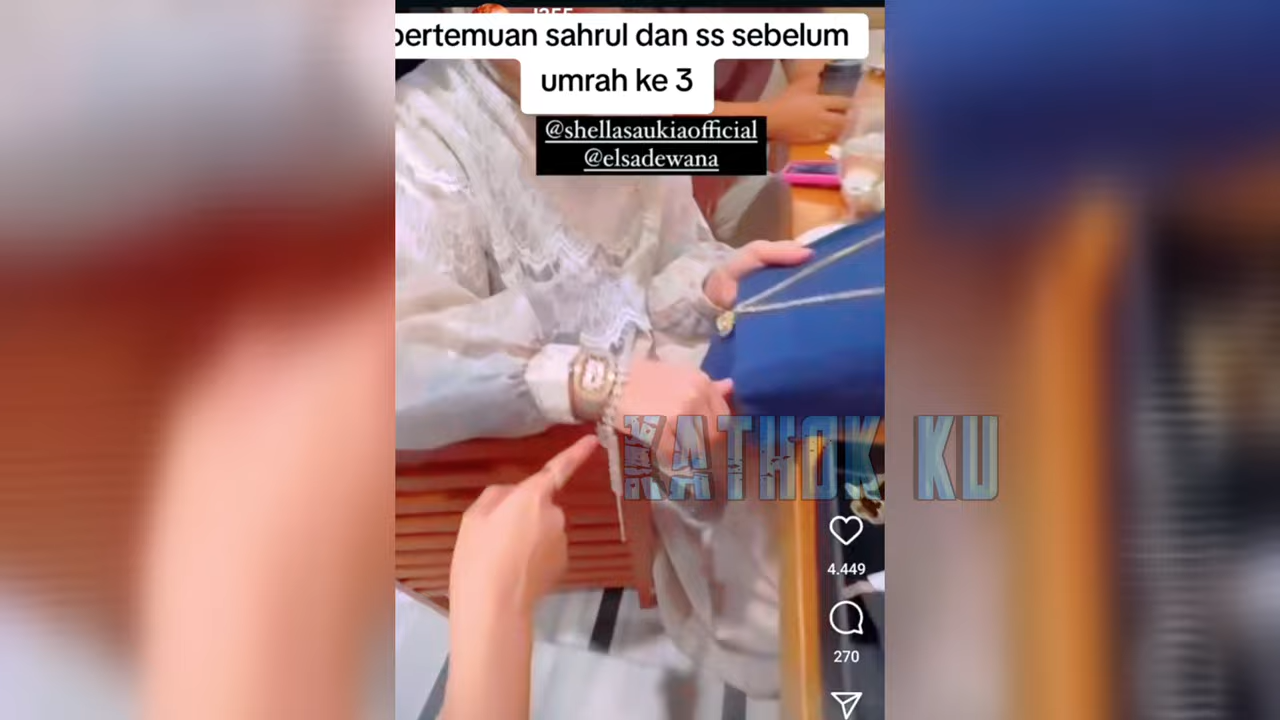 pertemuan sahrul dan ss sebelum
umrah ke 3
@shellasaukiaofficial
@elsadewana
KATHOK KU
4.449
270